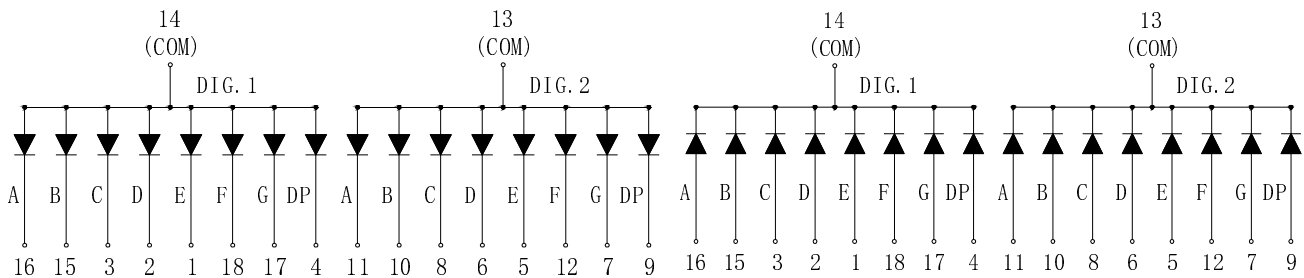 14 13 14 13
(COM) (COM) (COM) (COM)
DIG.1 DIG.2 DIG.1 DIG.2
A B C D E F G DP A B C D E F G DP A B C D E F G DP A B C D E F G DP
16 15 3 2 1 18 17 4 11 10 8 6 5 12 7 9 16 15 3 2 1 18 17 4 11 10 8 6 5 12 7 9